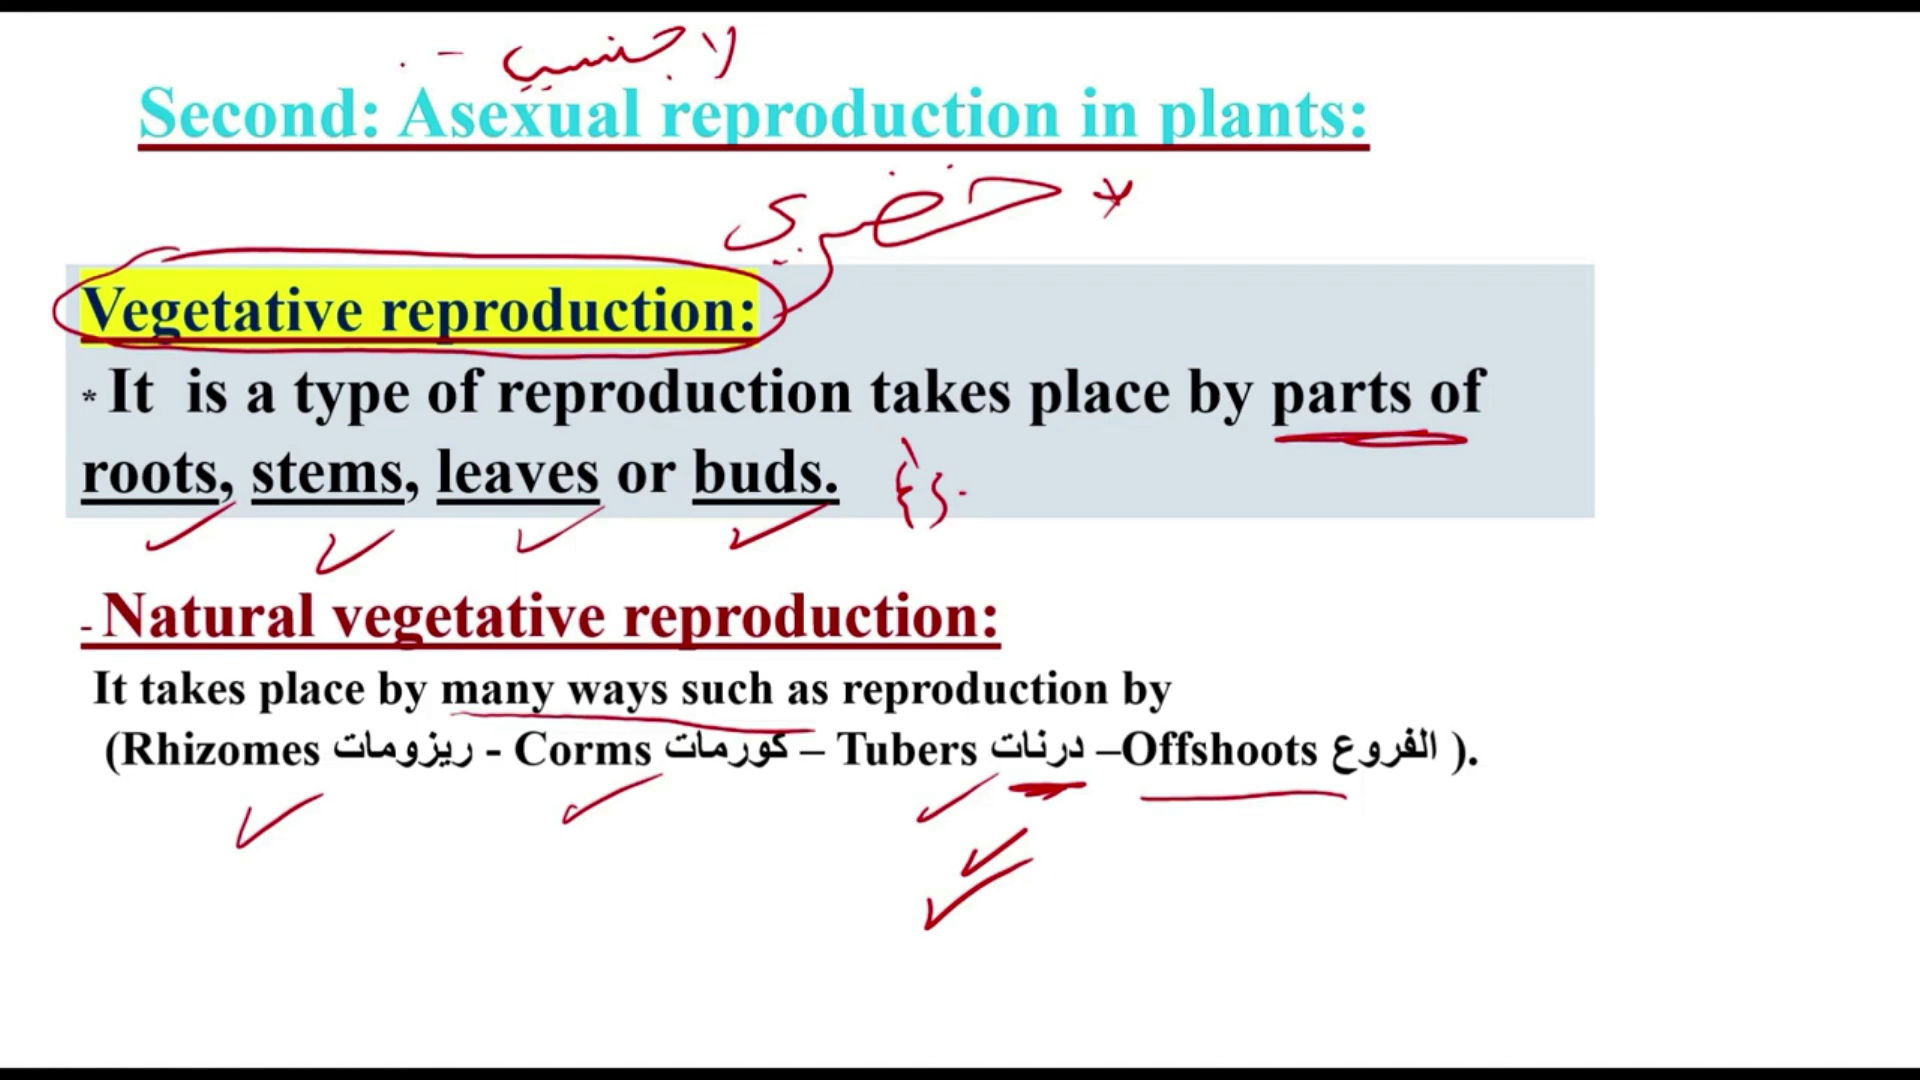 لا جنسي -
Second: Asexual reproduction in plants:
* خضري
Vegetative reproduction:
* It is a type of reproduction takes place by parts of
roots, stems, leaves or buds.
- Natural vegetative reproduction:
It takes place by many ways such as reproduction by
(Rhizomes ريزومات - Corms كورمات – Tubers درنات –Offshoots الفروع ).